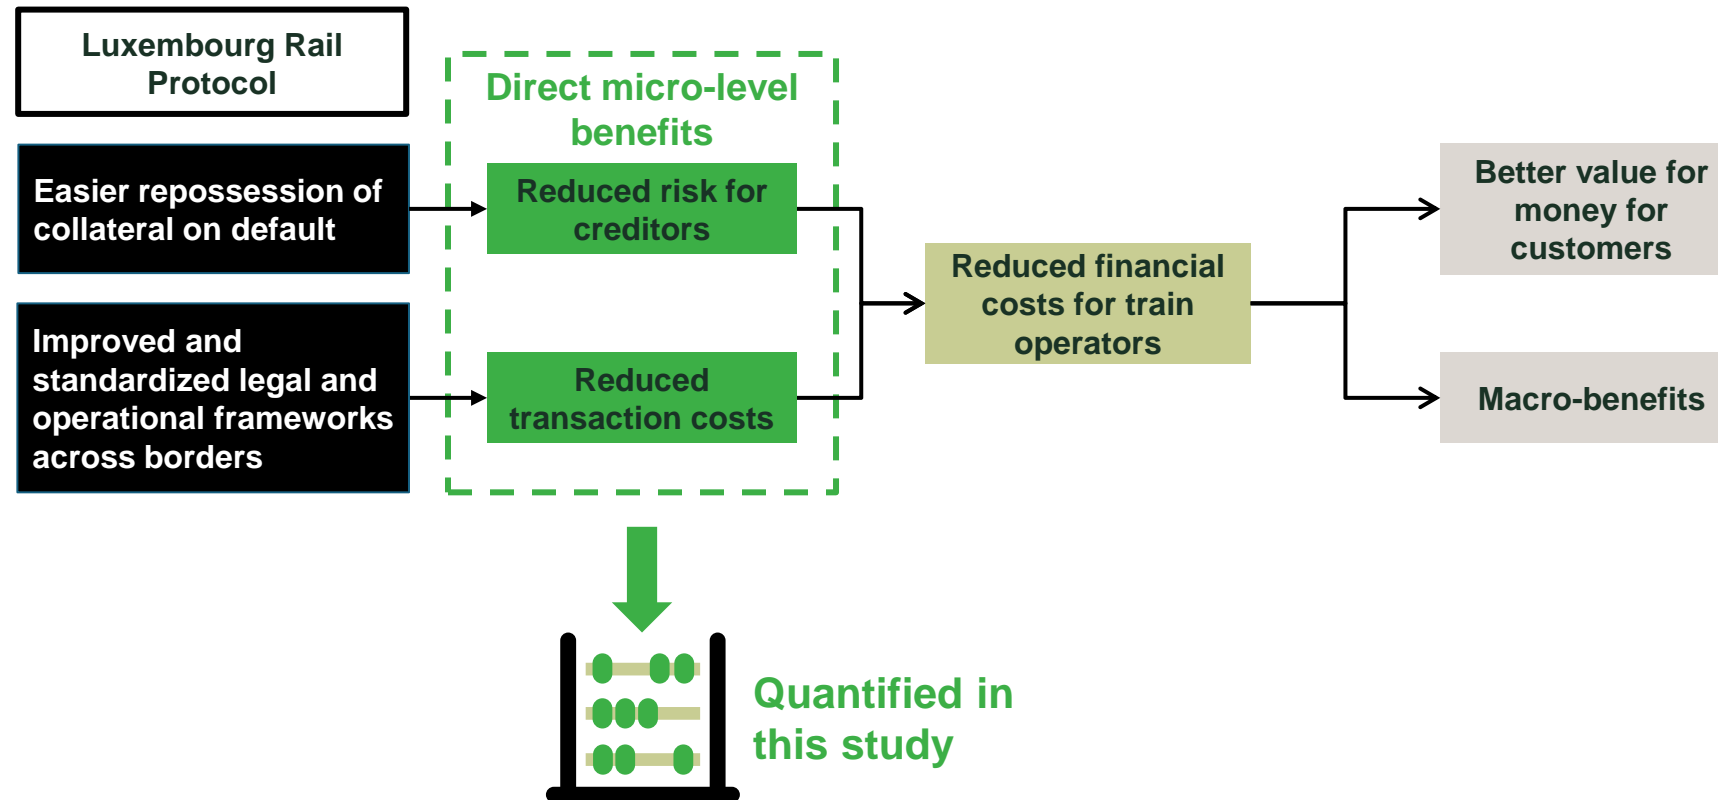 Luxembourg Rail
Protocol
Easier repossession of
collateral on default
Improved and
standardized legal and
operational frameworks
across borders
Direct micro-level
benefits
Reduced risk for
creditors
Reduced
transaction costs
Reduced financial
costs for train
operators
Better value for
money for
customers
Macro-benefits
Quantified in
this study